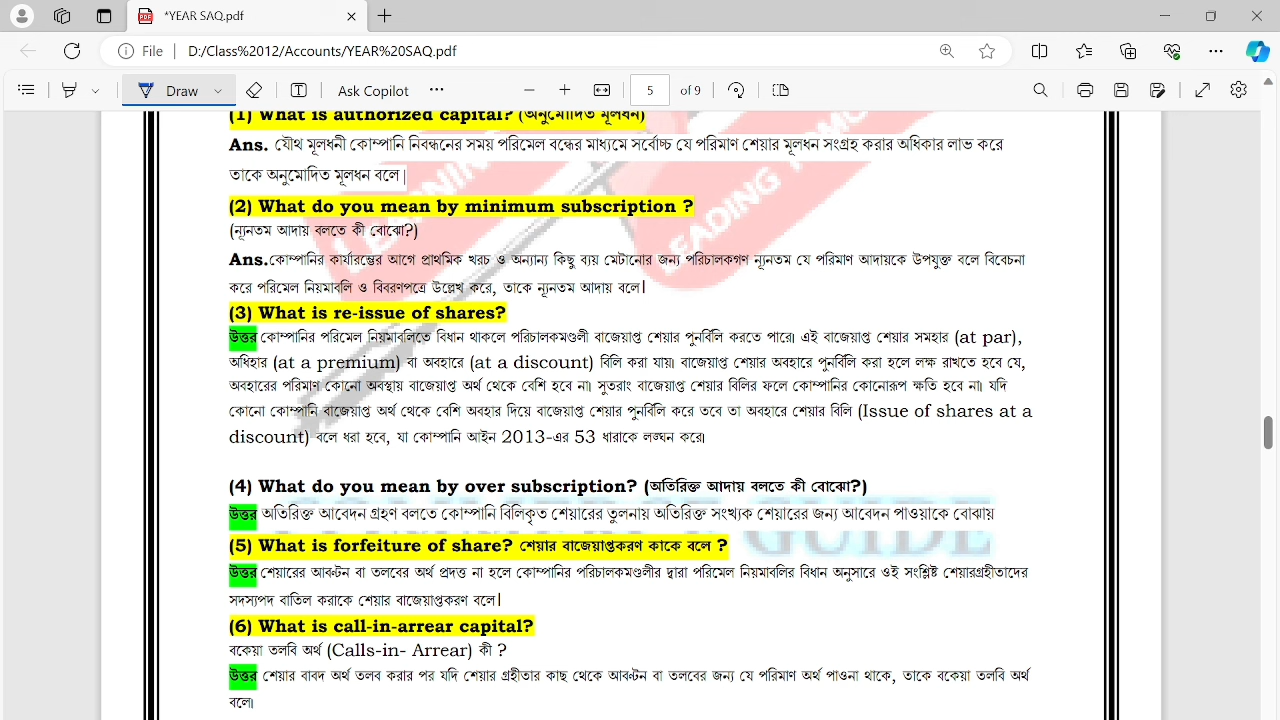 *YEAR SAQ.pdf
File | D:/Class%2012/Accounts/YEAR%20SAQ.pdf
Draw Ask Copilot 5 of 9
(1) What is authorized capital? (অনুমোদিত মূলধন)
Ans. যৌথ মূলধনী কোম্পানি নিবন্ধনের সময় পরিমেল বন্ধের মাধ্যমে সর্বোচ্চ যে পরিমাণ শেয়ার মূলধন সংগ্রহ করার অধিকার লাভ করে
তাকে অনুমোদিত মূলধন বলে|
(2) What do you mean by minimum subscription ?
(ন্যূনতম আদায় বলতে কী বোঝো?)
Ans.কোম্পানির কার্যারম্ভের আগে প্রাথমিক খরচ ও অন্যান্য কিছু ব্যয় মেটানোর জন্য পরিচালকগণ ন্যূনতম যে পরিমাণ আদায়কে উপযুক্ত বলে বিবেচনা
করে পরিমেল নিয়মাবলি ও বিবরণপত্রে উল্লেখ করে, তাকে ন্যূনতম আদায় বলে|
(3) What is re-issue of shares?
উত্তর কোম্পানির পরিমেল নিয়মাবলিতে বিধান থাকলে পরিচালকমণ্ডলী বাজেয়াপ্ত শেয়ার পুনর্বিলি করতে পারে। এই বাজেয়াপ্ত শেয়ার সমহার (at par),
অধিহার (at a premium) বা অবহারে (at a discount) বিলি করা যায়। বাজেয়াপ্ত শেয়ার অবহারে পুনর্বিলি করা হলে লক্ষ রাখতে হবে যে,
অবহারের পরিমাণ কোনো অবস্থায় বাজেয়াপ্ত অর্থ থেকে বেশি হবে না। সুতরাং বাজেয়াপ্ত শেয়ার বিলির ফলে কোম্পানির কোনোরূপ ক্ষতি হবে না। যদি
কোনো কোম্পানি বাজেয়াপ্ত অর্থ থেকে বেশি অবহার দিয়ে বাজেয়াপ্ত শেয়ার পুনর্বিলি করে তবে তা অবহারে শেয়ার বিলি (Issue of shares at a
discount) বলে ধরা হবে, যা কোম্পানি আইন 2013-এর 53 ধারাকে লঙ্ঘন করে।
(4) What do you mean by over subscription? (অতিরিক্ত আদায় বলতে কী বোঝো?)
উত্তর অতিরিক্ত আবেদন গ্রহণ বলতে কোম্পানি বিলিকৃত শেয়ারের তুলনায় অতিরিক্ত সংখ্যক শেয়ারের জন্য আবেদন পাওয়াকে বোঝায়
(5) What is forfeiture of share? শেয়ার বাজেয়াপ্তকরণ কাকে বলে ?
উত্তর শেয়ারের আবণ্টন বা তলবের অর্থ প্রদত্ত না হলে কোম্পানির পরিচালকমণ্ডলীর দ্বারা পরিমেল নিয়মাবলির বিধান অনুসারে ওই সংশ্লিষ্ট শেয়ারগ্রহীতাদের
সদস্যপদ বাতিল করাকে শেয়ার বাজেয়াপ্তকরণ বলে|
(6) What is call-in-arrear capital?
বকেয়া তলবি অর্থ (Calls-in- Arrear) কী ?
উত্তর শেয়ার বাবদ অর্থ তলব করার পর যদি শেয়ার গ্রহীতার কাছ থেকে আবণ্টন বা তলবের জন্য যে পরিমাণ অর্থ পাওনা থাকে, তাকে বকেয়া তলবি অর্থ
বলে।
LEADING
GUIDE